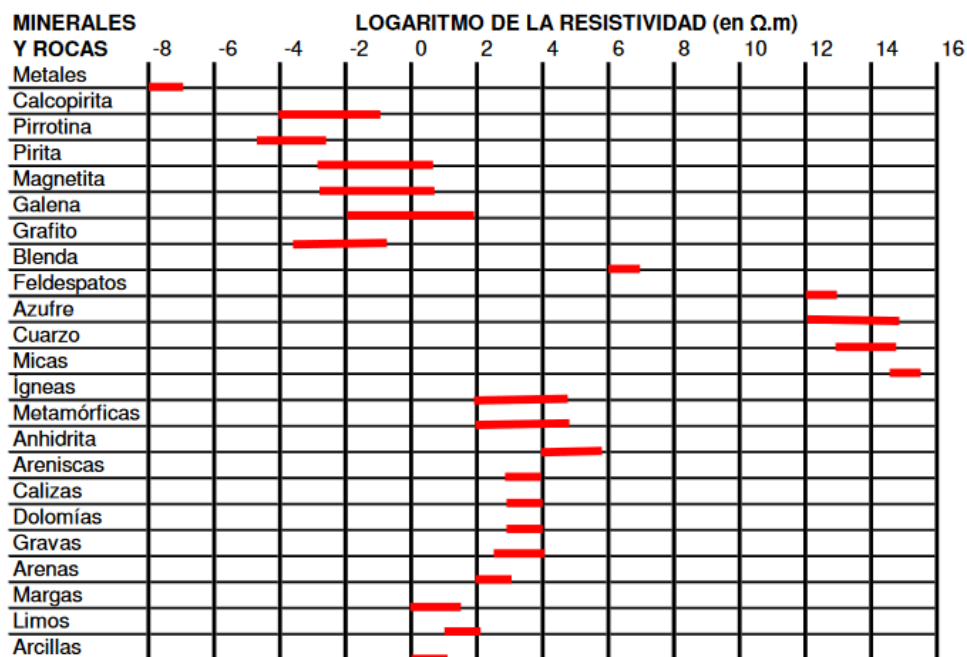 MINERALES LOGARITMO DE LA RESISTIVIDAD (en Ω.m)
Y ROCAS -8 -6 -4 -2 0 2 4 6 8 10 12 14 16
Metales
Calcopirita
Pirrotina
Pirita
Magnetita
Galena
Grafito
Blenda
Feldespatos
Azufre
Cuarzo
Micas
Ígneas
Metamórficas
Anhidrita
Areniscas
Calizas
Dolomías
Gravas
Arenas
Margas
Limos
Arcillas